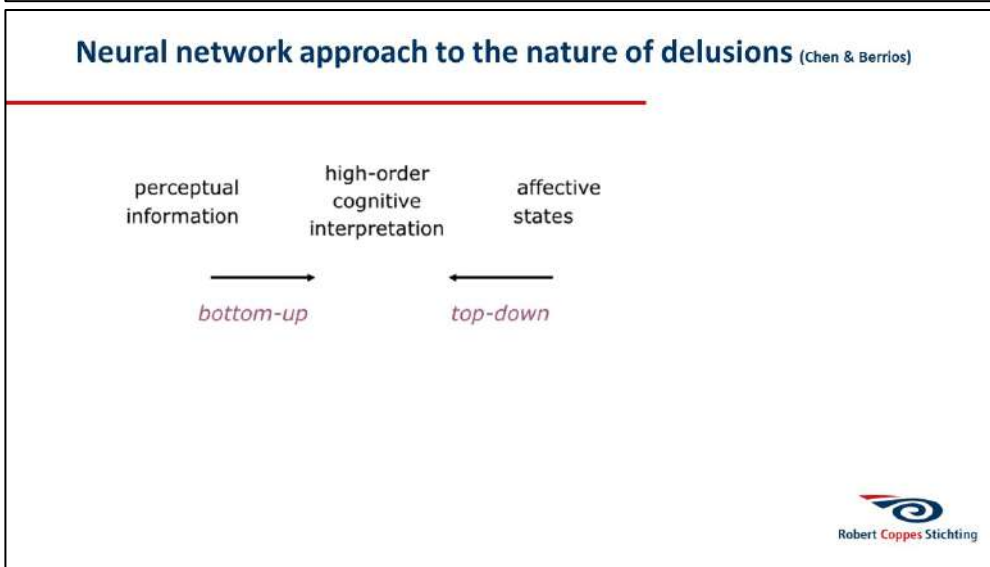 Neural network approach to the nature of delusions (Chen & Berrios)
perceptual
information
high-order
cognitive
interpretation
affective
states
bottom-up
top-down
Robert Coppes Stichting